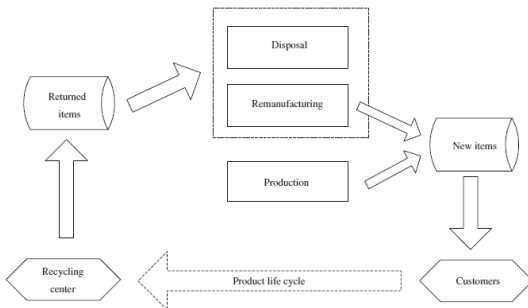 Disposal
Returned
items
Remanufacturing
New items
Production
Recycling
center
Product life cycle
Customers